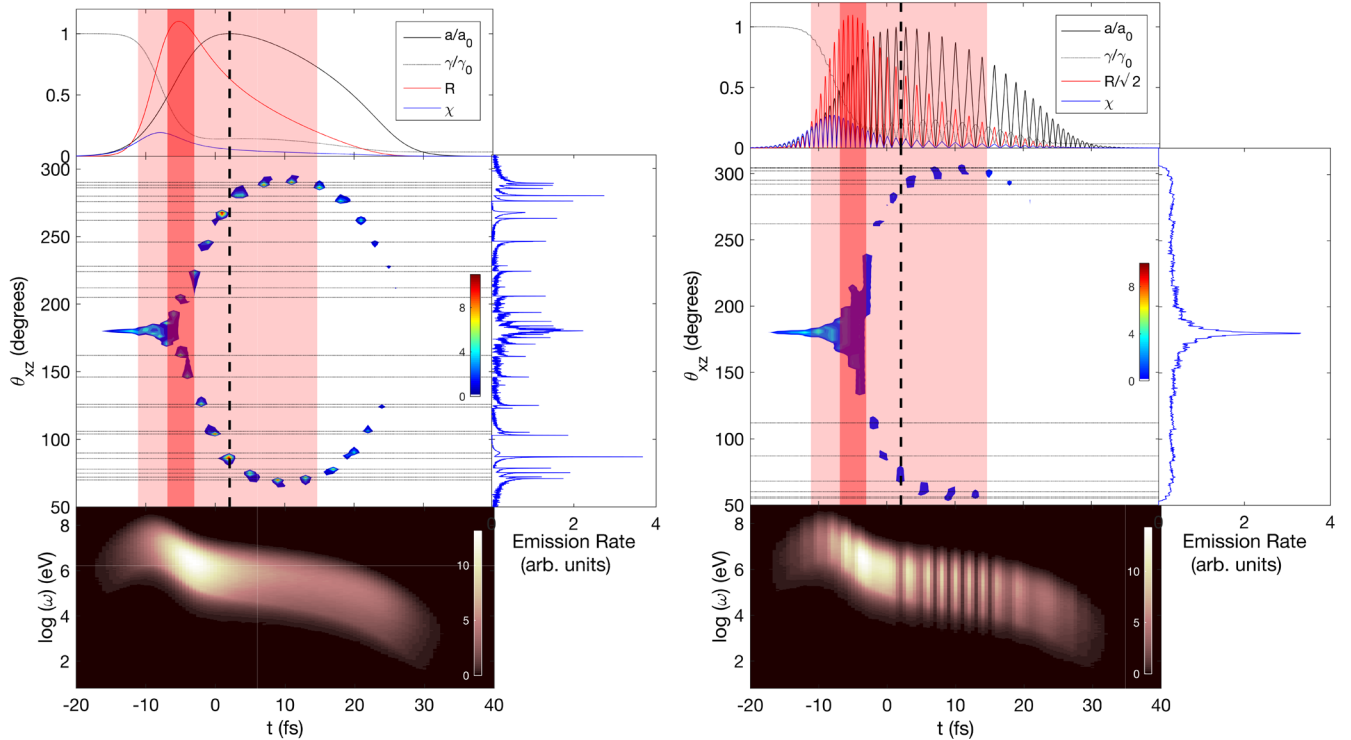 1
0.5
0
a/a0
γ/γ0
R
χ
300
250
200
150
100
50
θxz (degrees)
8
4
0
0 2 4
Emission Rate
(arb. units)
8
6
4
2
log (ω) (eV)
10
5
0
-20 -10 0 10 20 30 40
t (fs)
1
0.5
0
a/a0
γ/γ0
R/√2
χ
300
250
200
150
100
50
θxz (degrees)
8
4
0
0 2 4
Emission Rate
(arb. units)
8
6
4
2
log (ω) (eV)
10
5
0
-20 -10 0 10 20 30 40
t (fs)